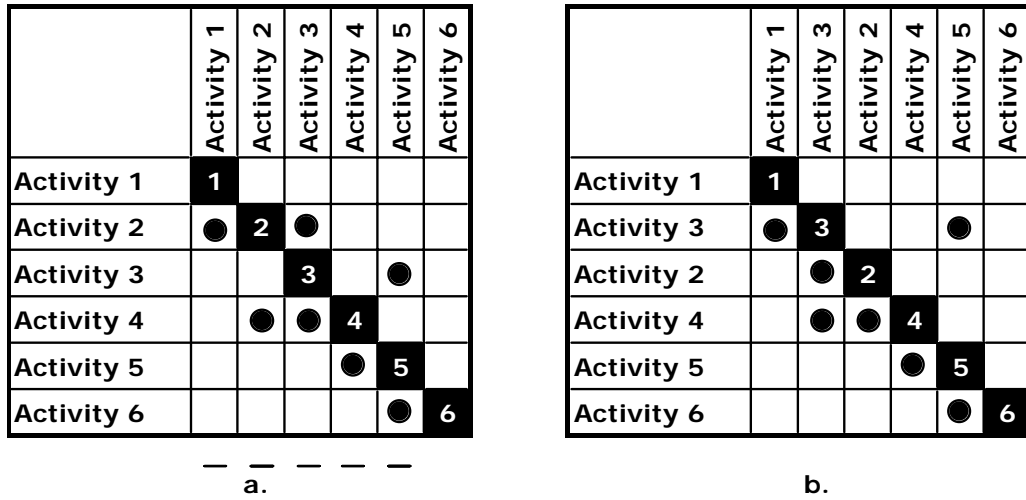 Activity 1
Activity 2
Activity 3
Activity 4
Activity 5
Activity 6
Activity 1 1
Activity 2 2
Activity 3 3
Activity 4 4
Activity 5 5
Activity 6 6
a.
Activity 1
Activity 3
Activity 2
Activity 4
Activity 5
Activity 6
Activity 1 1
Activity 3 3
Activity 2 2
Activity 4 4
Activity 5 5
Activity 6 6
b.